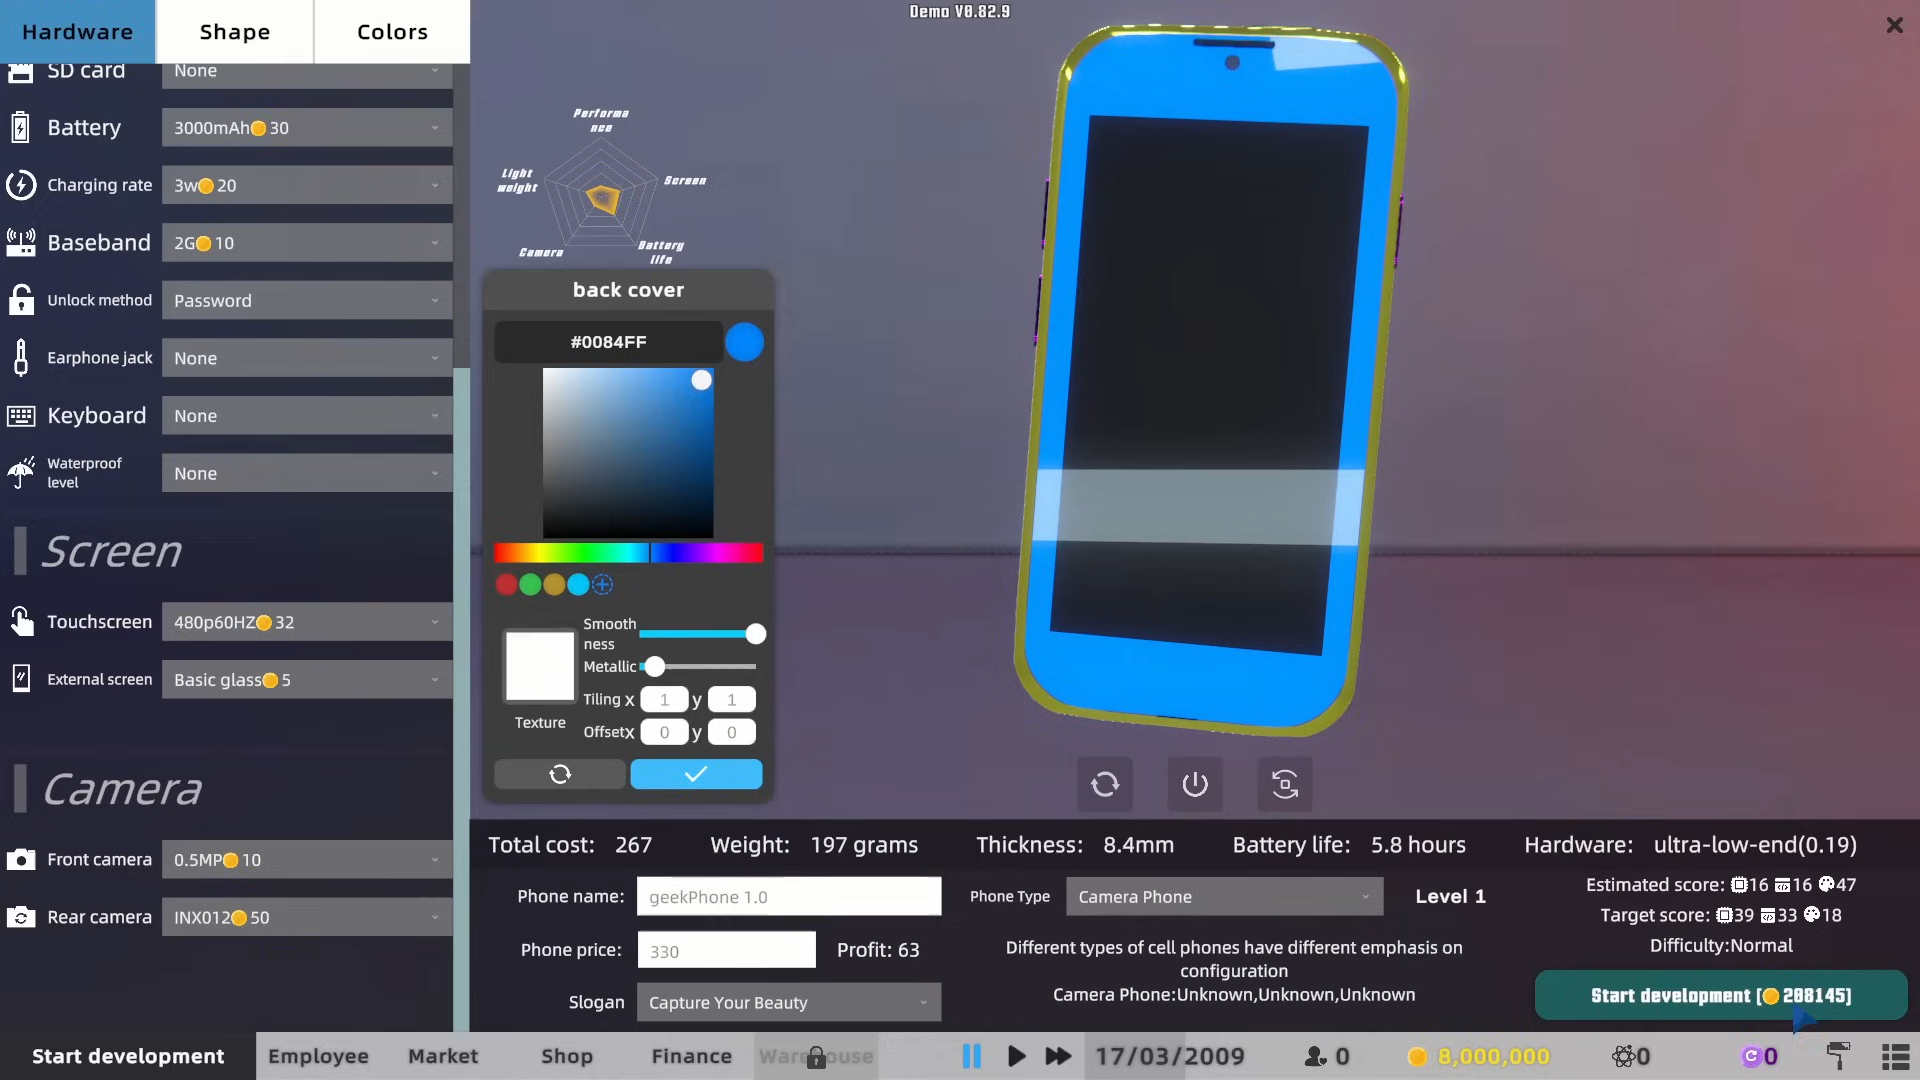 Hardware
Shape
Colors
Demo V0.82.9
SD card
None
Battery
3000mAh 30
Charging rate
3w 20
Baseband
2G 10
Unlock method
Password
Earphone jack
None
Keyboard
None
Waterproof
level
None
Screen
Touchscreen
480p60HZ 32
External screen
Basic glass 5
Camera
Front camera
0.5MP 10
Rear camera
INX012 50
Performa
nce
Light
weight
Screen
Camera
Battery
life
back cover
#0084FF
Smooth
ness
Metallic
Tiling x 1 y 1
Texture
Offset x 0 y 0
Total cost: 267
Weight: 197 grams
Thickness: 8.4mm
Battery life: 5.8 hours
Hardware: ultra-low-end(0.19)
Phone name: geekPhone 1.0
Phone Type Camera Phone
Level 1
Estimated score: 16 16 47
Target score: 39 33 18
Difficulty:Normal
Phone price: 330
Profit: 63
Different types of cell phones have different emphasis on
configuration
Camera Phone:Unknown,Unknown,Unknown
Slogan Capture Your Beauty
Start development [ 208145]
Start development
Employee
Market
Shop
Finance
Warehouse
17/03/2009
0
8,000,000
0
0